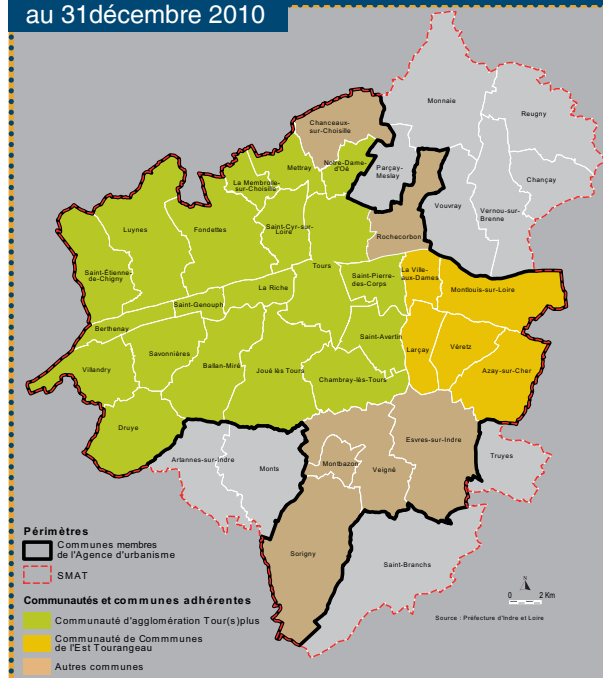 au 31décembre 2010
Monnaie
Reugny
Chanceaux-
sur-Choisille
Mettray
Notre-Dame-
d'Oé
Parçay-
Meslay
Chançay
La Membrolle-
sur-Choisille
Vouvray
Vernou-sur-
Brenne
Luynes
Fondettes
Saint-Cyr-sur-
Loire
Rochecorbon
Tours
Saint-Étienne-
de-Chigny
La Riche
Saint-Pierre-
des-Corps
La Ville-
aux-Dames
Montlouis-sur-Loire
Saint-Genouph
Berthenay
Saint-Avertin
Larçay
Véretz
Savonnières
Villandry
Ballan-Miré
Joué lès Tours
Chambray-lès-Tours
Azay-sur-Cher
Druye
Esvres-sur-Indre
Artannes-sur-Indre
Monts
Montbazon
Veigné
Truyes
Sorigny
Saint-Branchs
Périmètres
Communes membres
de l'Agence d'urbanisme
SMAT
Communautés et communes adhérentes
Communauté d'agglomération Tour(s)plus
Communauté de Commmunes
de l'Est Tourangeau
Autres communes
N
0 2 Km
Source : Préfecture d'Indre et Loire